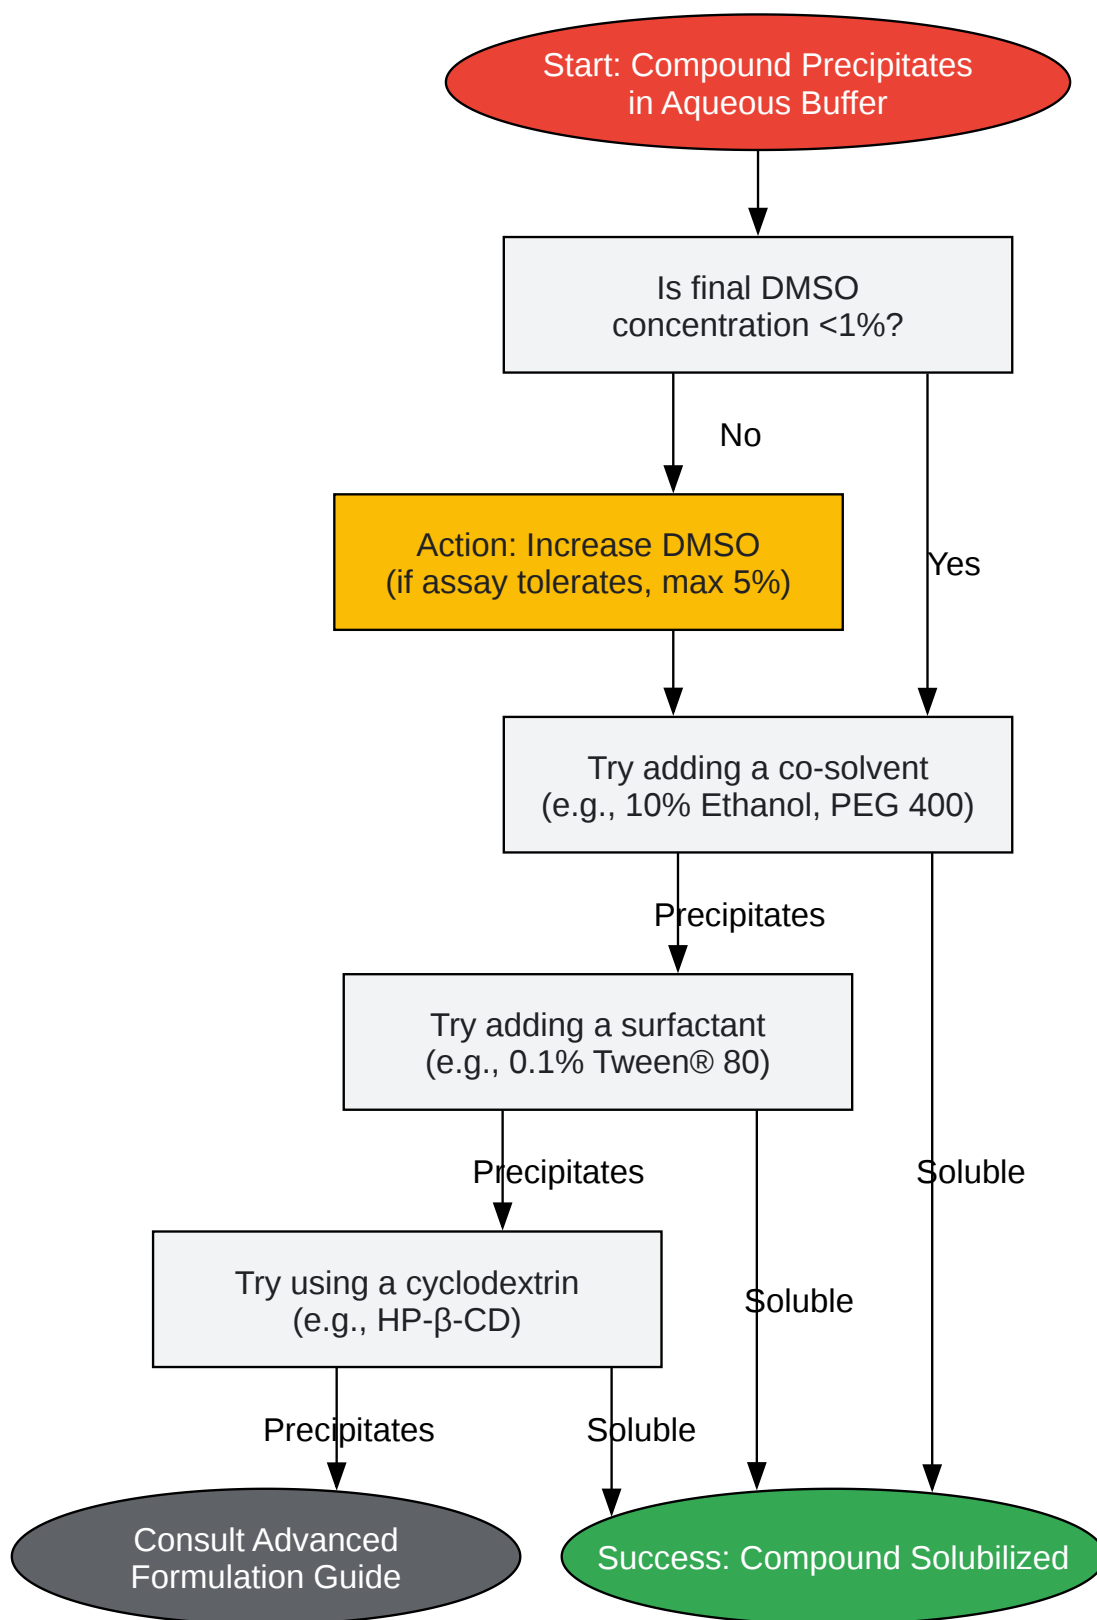 Start: Compound Precipitates
in Aqueous Buffer
Is final DMSO
concentration <1%?
No
Action: Increase DMSO
(if assay tolerates, max 5%)
Yes
Try adding a co-solvent
(e.g., 10% Ethanol, PEG 400)
Precipitates
Try adding a surfactant
(e.g., 0.1% Tween® 80)
Precipitates
Soluble
Try using a cyclodextrin
(e.g., HP-β-CD)
Soluble
Precipitates
Soluble
Consult Advanced
Formulation Guide
Success: Compound Solubilized